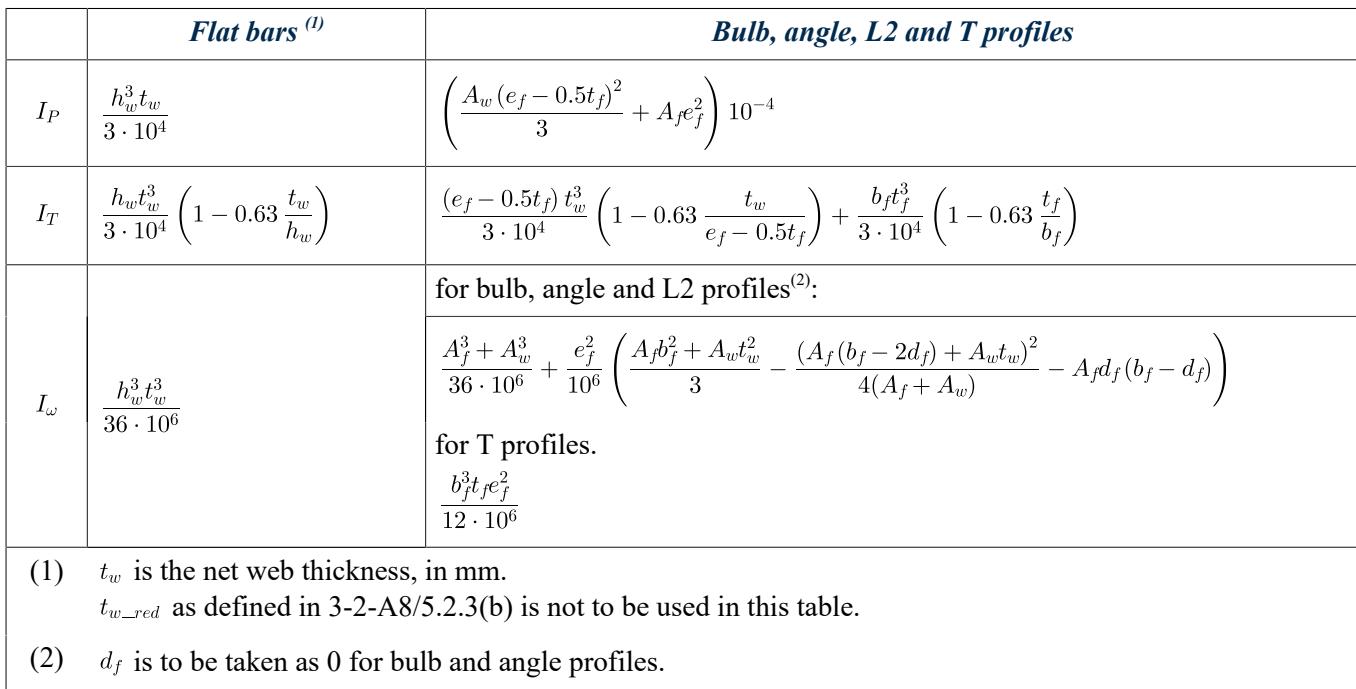 Flat bars (1) Bulb, angle, L2 and T profiles
I_P \frac{h_w^3 t_w}{3 \cdot 10^4} \left( \frac{A_w (e_f - 0.5t_f)^2}{3} + A_f e_f^2 \right) 10^{-4}
I_T \frac{h_w t_w^3}{3 \cdot 10^4} \left( 1 - 0.63 \frac{t_w}{h_w} \right) \frac{(e_f - 0.5t_f) t_w^3}{3 \cdot 10^4} \left( 1 - 0.63 \frac{t_w}{e_f - 0.5t_f} \right) + \frac{b_f t_f^3}{3 \cdot 10^4} \left( 1 - 0.63 \frac{t_f}{b_f} \right)
for bulb, angle and L2 profiles(2):
\frac{A_f^3 + A_w^3}{36 \cdot 10^6} + \frac{e_f^2}{10^6} \left( \frac{A_f b_f^2 + A_w t_w^2}{3} - \frac{(A_f (b_f - 2d_f) + A_w t_w)^2}{4(A_f + A_w)} - A_f d_f (b_f - d_f) \right)
I_ω \frac{h_w^3 t_w^3}{36 \cdot 10^6}
for T profiles.
\frac{b_f^3 t_f e_f^2}{12 \cdot 10^6}
(1) t_w is the net web thickness, in mm.
t_{w\_red} as defined in 3-2-A8/5.2.3(b) is not to be used in this table.
(2) d_f is to be taken as 0 for bulb and angle profiles.